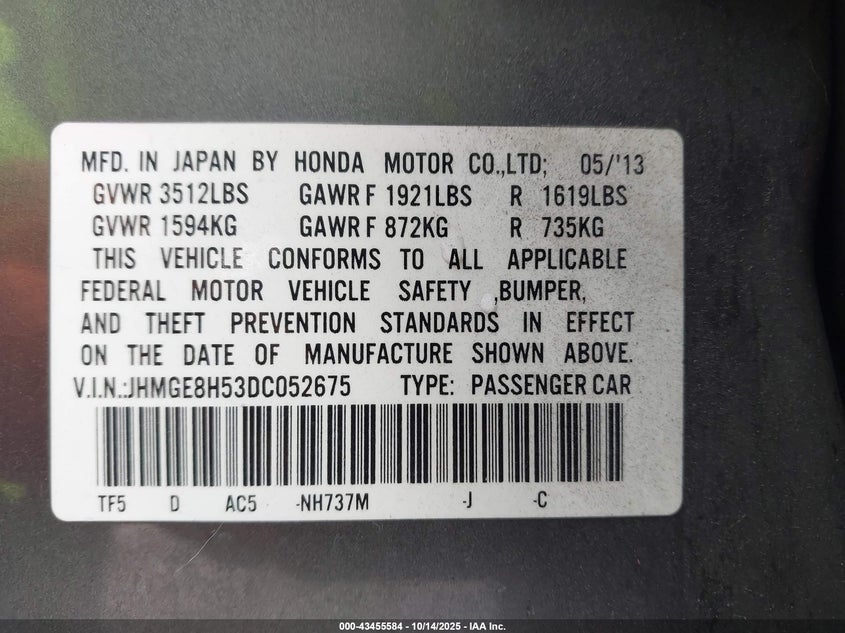 MFD. IN JAPAN BY HONDA MOTOR CO.,LTD; 05/'13
GVWR 3512LBS GAWR F 1921LBS R 1619LBS
GVWR 1594KG GAWR F 872KG R 735KG
THIS VEHICLE CONFORMS TO ALL APPLICABLE
FEDERAL MOTOR VEHICLE SAFETY ,BUMPER,
AND THEFT PREVENTION STANDARDS IN EFFECT
ON THE DATE OF MANUFACTURE SHOWN ABOVE.
V.I.N.:JHMGE8H53DC052675 TYPE: PASSENGER CAR
TF5 D AC5 -NH737M -J -C
000-43455584 - 10/14/2025 - IAA Inc.